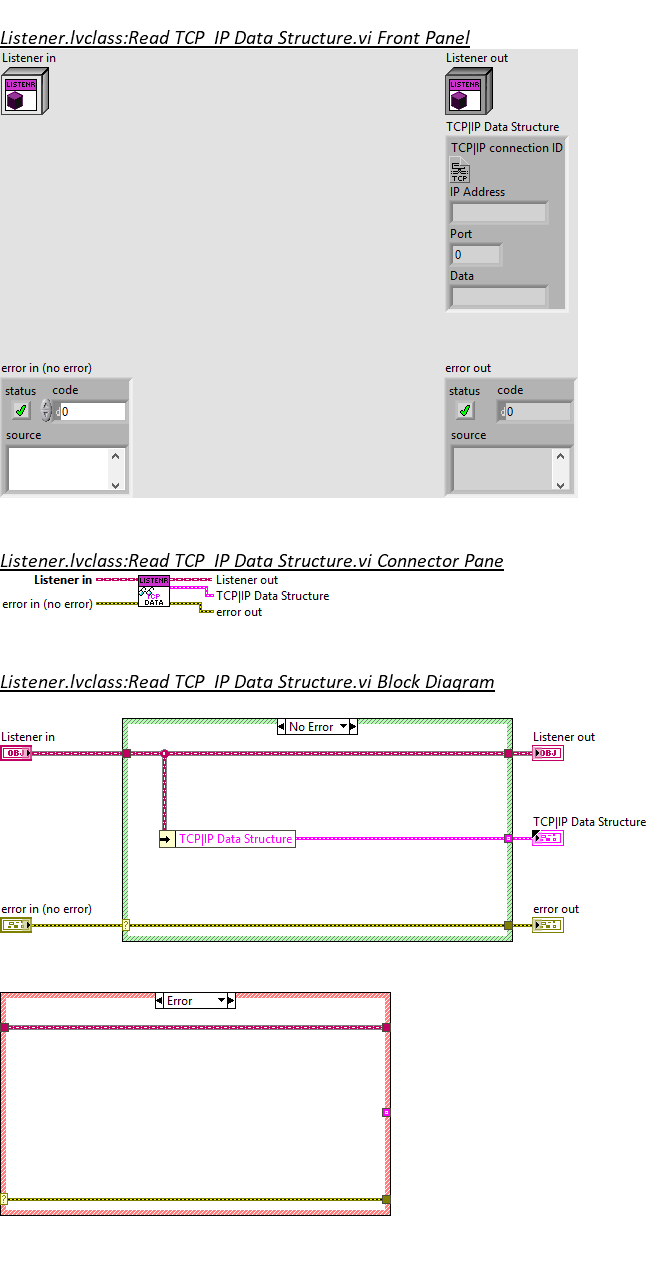 Listener.lvclass:Read TCP_IP Data Structure.vi Front Panel
Listener in
Listener out
LISTENR
LISTENR
TCP|IP Data Structure
TCP|IP connection ID
TCP
IP Address
Port
0
Data
error in (no error)
error out
status code
status code
d 0
d 0
source
source
Listener.lvclass:Read TCP_IP Data Structure.vi Connector Pane
Listener in
LISTENR
Listener out
TCP|IP Data Structure
error in (no error)
TCP
DATA
error out
Listener.lvclass:Read TCP_IP Data Structure.vi Block Diagram
No Error
Listener in
Listener out
OBJ
OBJ
TCP|IP Data Structure
TCP|IP Data Structure
error in (no error)
error out
?
Error
?